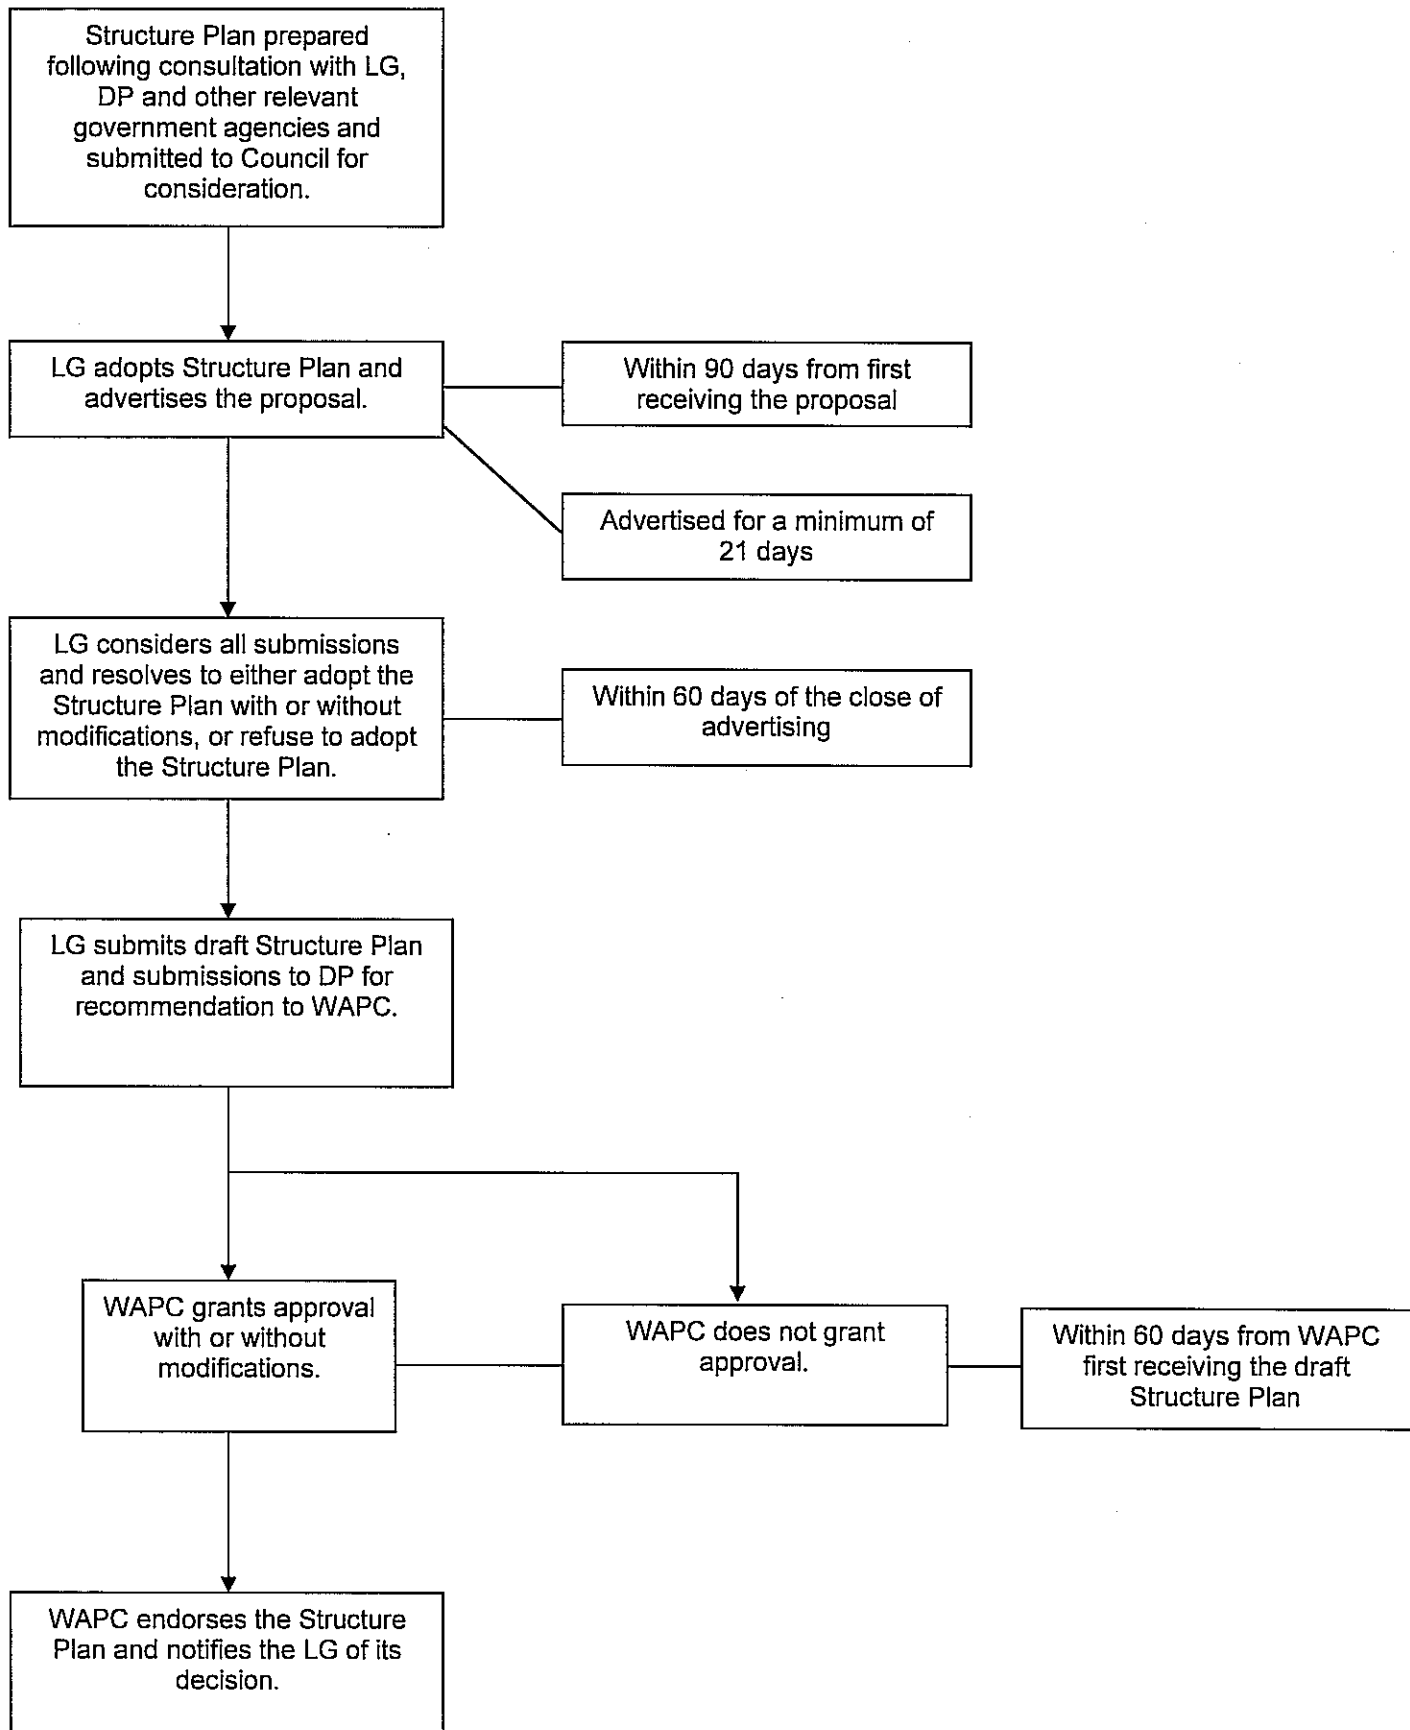 Structure Plan prepared
following consultation with LG,
DP and other relevant
government agencies and
submitted to Council for
consideration.
LG adopts Structure Plan and
advertises the proposal.
Within 90 days from first
receiving the proposal
Advertised for a minimum of
21 days
LG considers all submissions
and resolves to either adopt the
Structure Plan with or without
modifications, or refuse to adopt
the Structure Plan.
Within 60 days of the close of
advertising
LG submits draft Structure Plan
and submissions to DP for
recommendation to WAPC.
WAPC grants approval
with or without
modifications.
WAPC does not grant
approval.
Within 60 days from WAPC
first receiving the draft
Structure Plan
WAPC endorses the Structure
Plan and notifies the LG of its
decision.